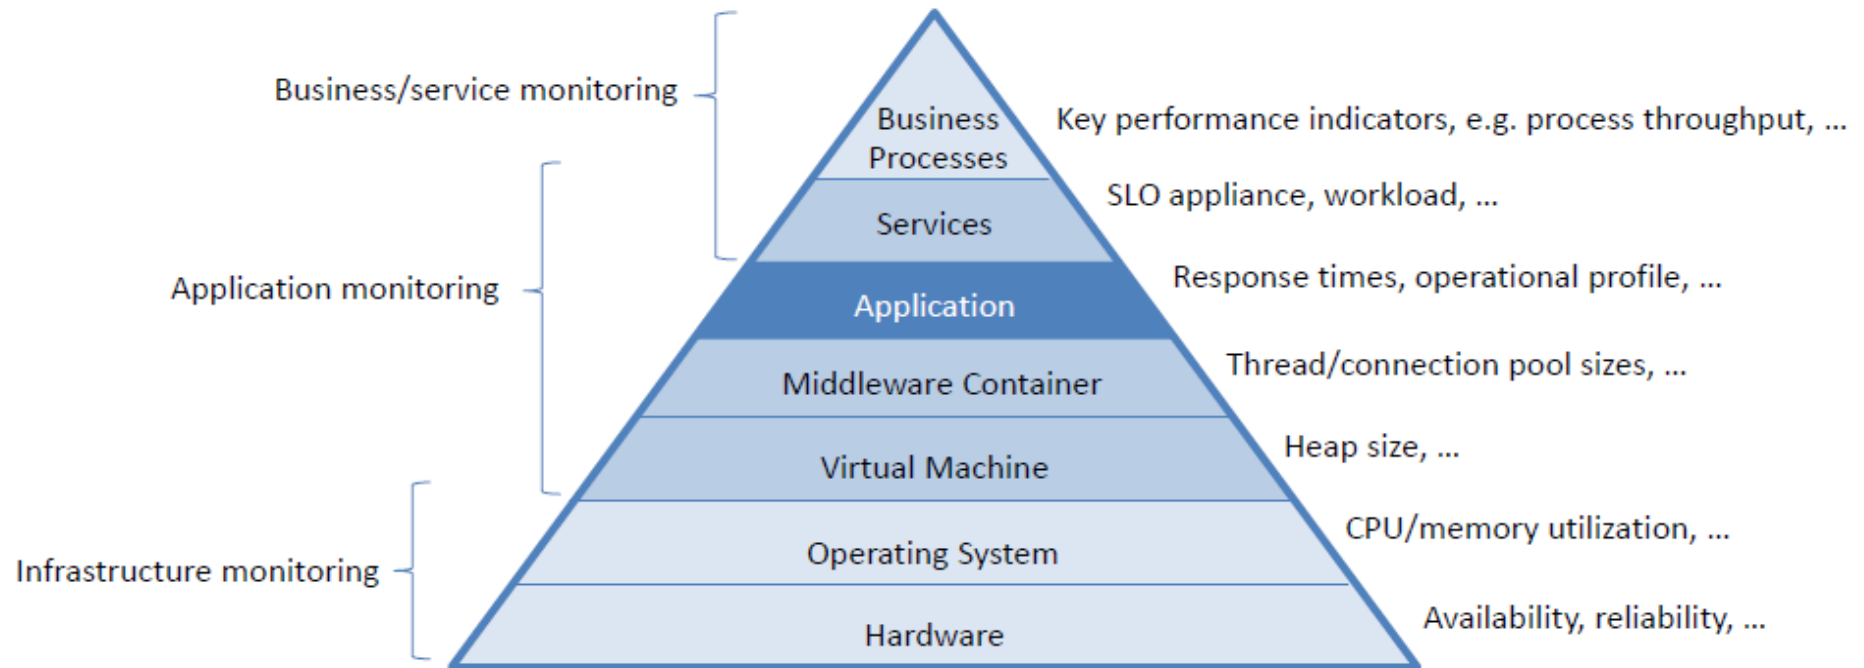 Business/service monitoring
Business
Processes
Key performance indicators, e.g. process throughput, ...
Services
SLO appliance, workload, ...
Application monitoring
Application
Response times, operational profile, ...
Middleware Container
Thread/connection pool sizes, ...
Virtual Machine
Heap size, ...
Infrastructure monitoring
Operating System
CPU/memory utilization, ...
Hardware
Availability, reliability, ...